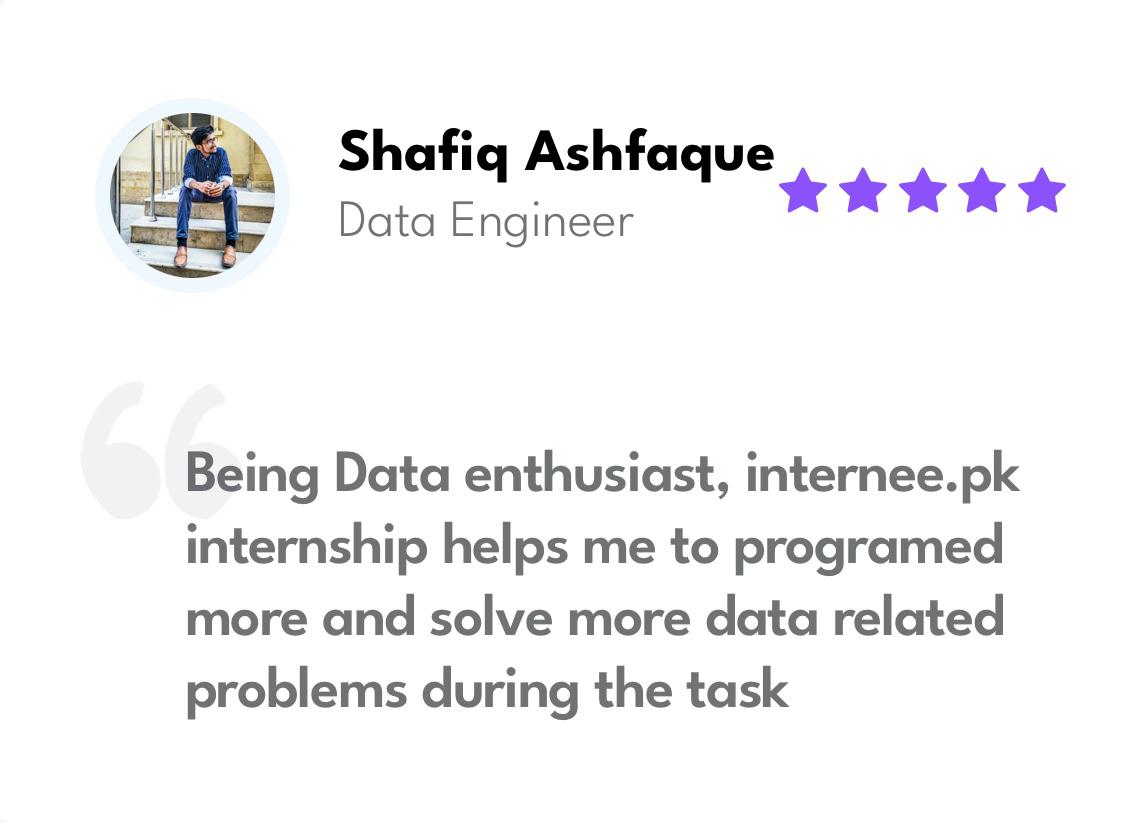 Shafiq Ashfaque
Data Engineer
Being Data enthusiast, internee.pk
internship helps me to programed
more and solve more data related
problems during the task